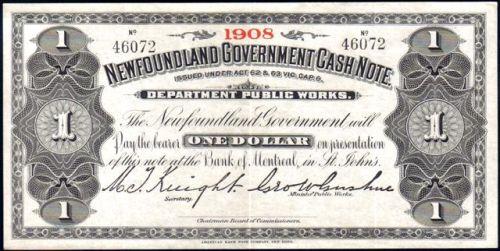 1 1908 1
Nº 46072 Nº 46072
NEWFOUNDLAND GOVERNMENT CASH NOTE.
ISSUED UNDER ACT 62 & 63 VIC. CAP. 6.
DEPARTMENT PUBLIC WORKS.
The Newfoundland Government will
1 Pay the bearer ONE DOLLAR on presentation 1
of this note at the Bank of Montreal, in St. John's.
Secretary. Minister Public Works.
1 Chairman Board of Commissioners. 1
AMERICAN BANK NOTE COMPANY, NEW YORK.